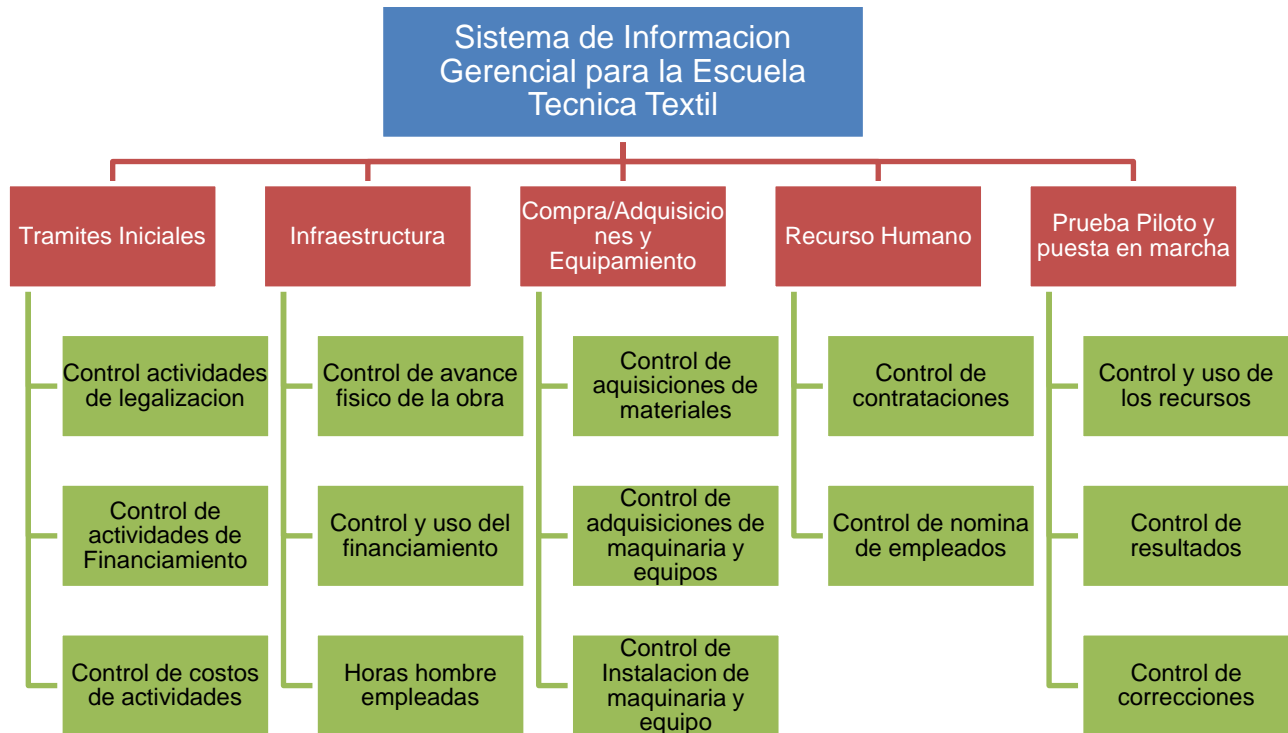 Sistema de Informacion
Gerencial para la Escuela
Tecnica Textil
Tramites Iniciales
Infraestructura
Compra/Adquisicio
nes y
Equipamiento
Recurso Humano
Prueba Piloto y
puesta en marcha
Control actividades
de legalizacion
Control de avance
fisico de la obra
Control de
aquisiciones de
materiales
Control de
contrataciones
Control y uso de
los recursos
Control de
actividades de
Financiamiento
Control y uso del
financiamiento
Control de
adquisiciones de
maquinaria y
equipos
Control de nomina
de empleados
Control de
resultados
Control de costos
de actividades
Horas hombre
empleadas
Control de
Instalacion de
maquinaria y
equipo
Control de
correcciones